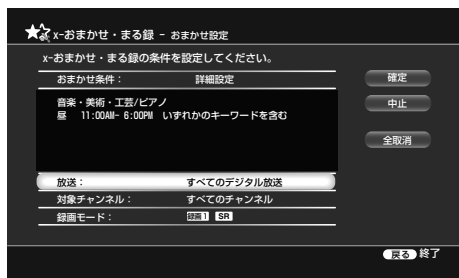 x-おまかせ・まる録 - おまかせ設定
x-おまかせ・まる録の条件を設定してください。
おまかせ条件： 詳細設定
音楽・美術・工芸/ピアノ
昼 11:00AM- 6:00PM いずれかのキーワードを含む
放送： すべてのデジタル放送
対象チャンネル： すべてのチャンネル
録画モード： 録画1 SR
確定
中止
全取消
戻る 終了